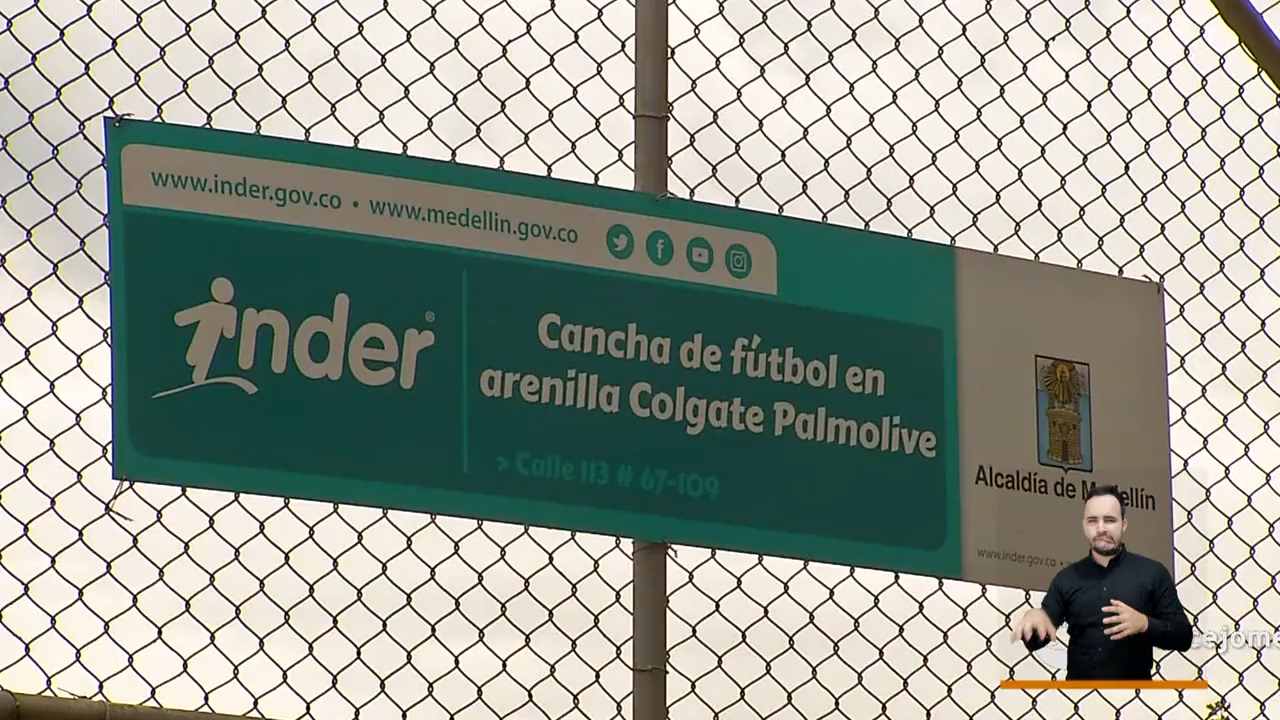 www.inder.gov.co • www.medellin.gov.co
inder®
Cancha de fútbol en
arenilla Colgate Palmolive
> Calle 113 # 67-109
Alcaldía de Medellín
www.inder.gov.co •